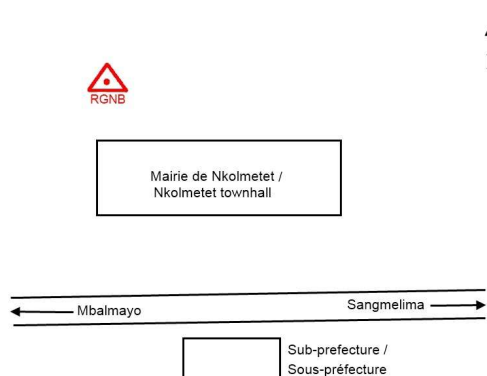 RGNB
Mairie de Nkolmetet /
Nkolmetet townhall
Mbalmayo
Sangmelima
Sub-prefecture /
Sous-préfecture